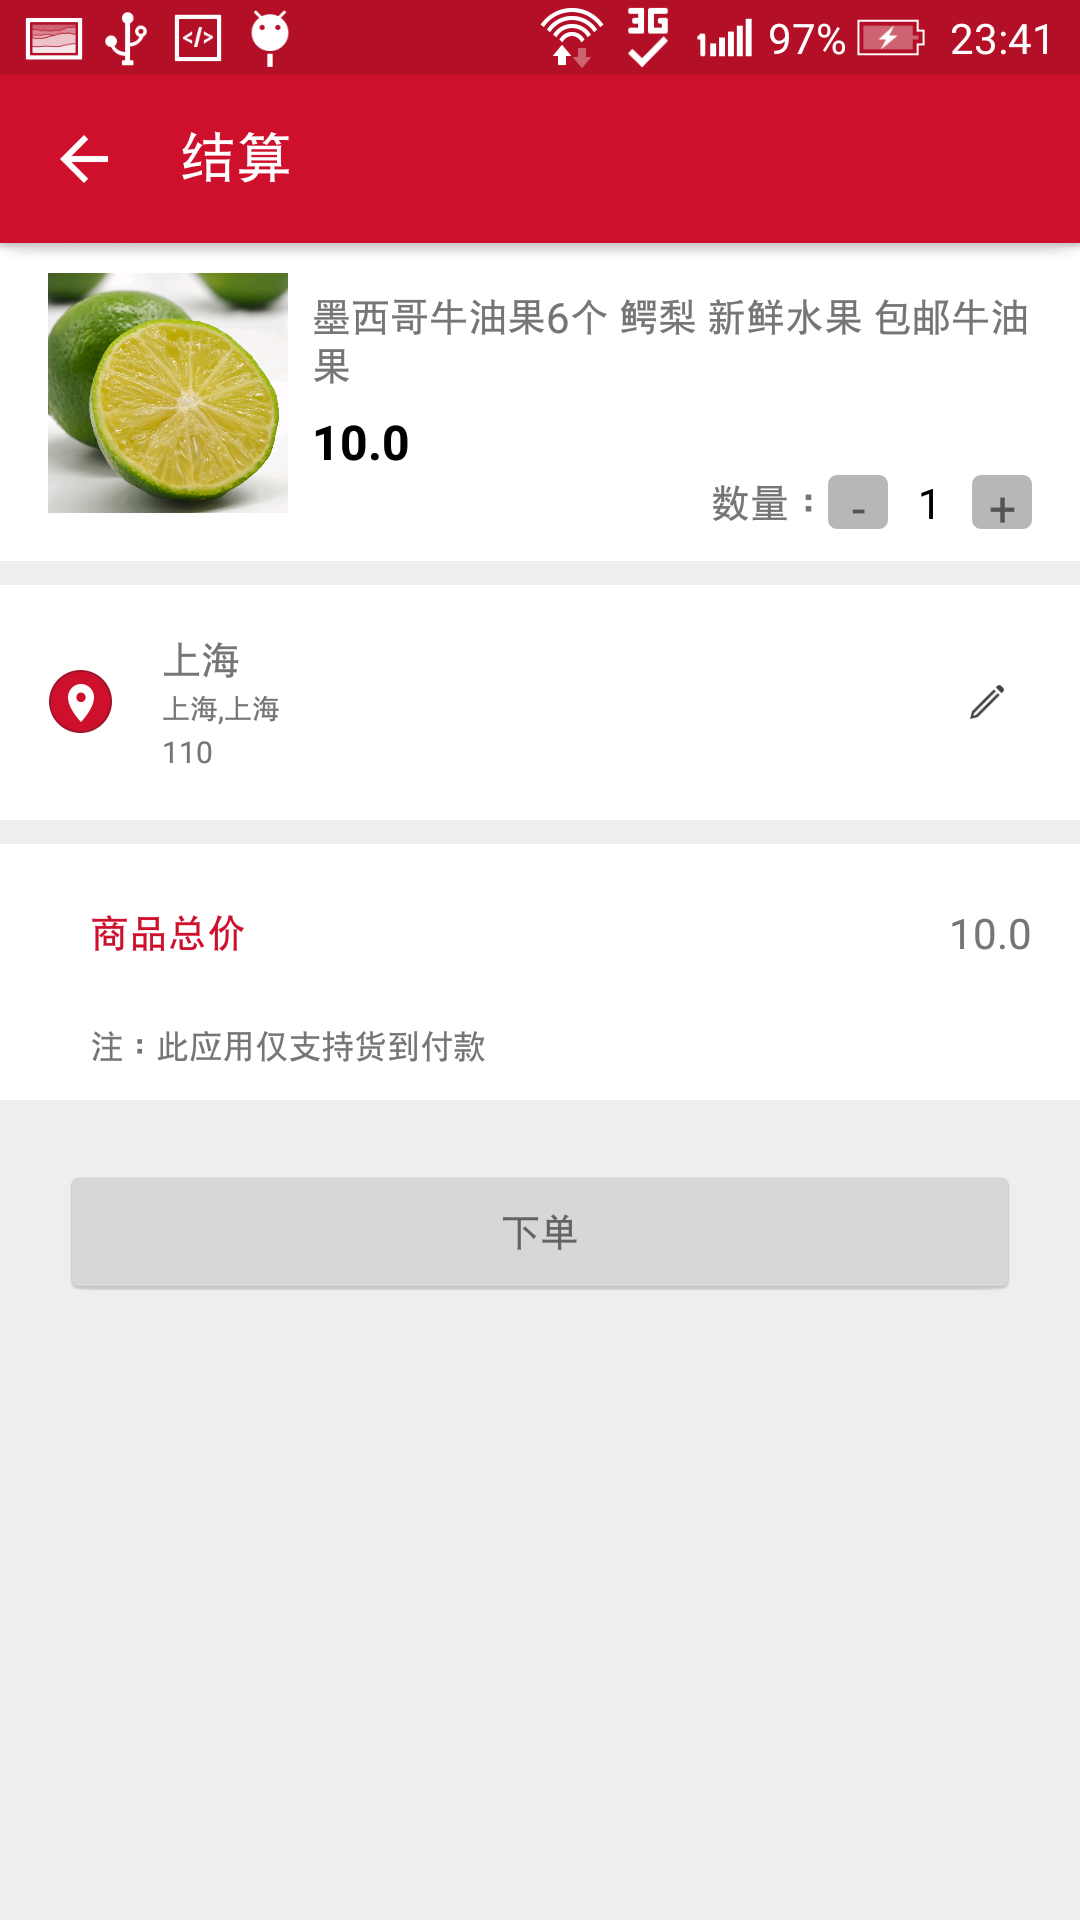 3G 97% 23:41
结算
墨西哥牛油果6个 鳄梨 新鲜水果 包邮牛油
果
10.0
数量：- 1 +
上海
上海,上海
110
商品总价 10.0
注：此应用仅支持货到付款
下单